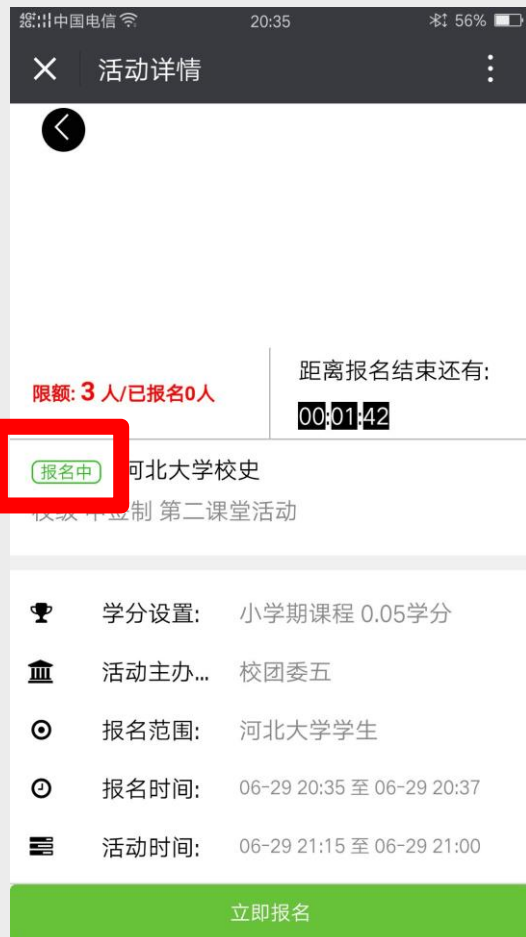 中国电信 20:35 56%
活动详情
限额: 3 人/已报名0人
距离报名结束还有:
00:01:42
报名中 河北大学校史
校级 中签制 第二课堂活动
学分设置: 小学期课程 0.05学分
活动主办... 校团委五
报名范围: 河北大学学生
报名时间: 06-29 20:35 至 06-29 20:37
活动时间: 06-29 21:15 至 06-29 21:00
立即报名